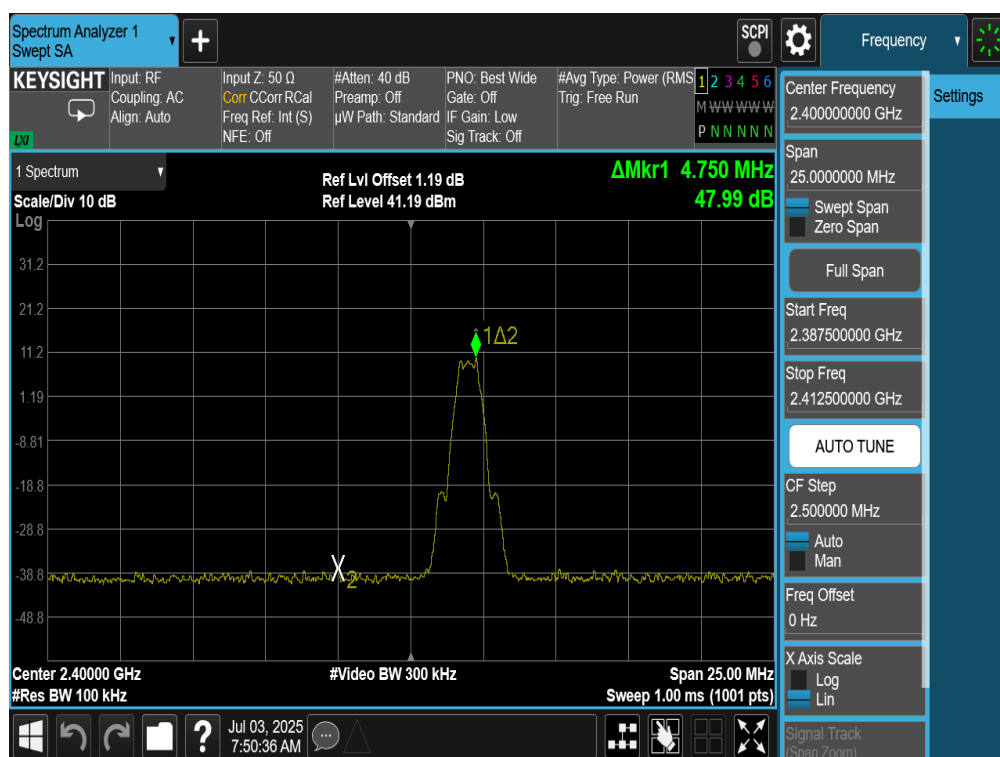 Spectrum Analyzer 1
Swept SA
+
SCPI
Frequency
KEYSIGHT
LXI
Input: RF
Coupling: AC
Align: Auto
Input Z: 50 Ω
Corr CCorr RCal
Freq Ref: Int (S)
NFE: Off
#Atten: 40 dB
Preamp: Off
µW Path: Standard
PNO: Best Wide
Gate: Off
IF Gain: Low
Sig Track: Off
#Avg Type: Power (RMS
Trig: Free Run
1 2 3 4 5 6
M W W W W W
P N N N N N
1 Spectrum
Scale/Div 10 dB
Log
Ref Lvl Offset 1.19 dB
Ref Level 41.19 dBm
ΔMkr1 4.750 MHz
47.99 dB
31.2
21.2
11.2
1.19
-8.81
-18.8
-28.8
-38.8
-48.8
1Δ2
X
2
Center 2.40000 GHz
#Res BW 100 kHz
#Video BW 300 kHz
Span 25.00 MHz
Sweep 1.00 ms (1001 pts)
?
Jul 03, 2025
7:50:36 AM
Center Frequency
2.400000000 GHz
Span
25.0000000 MHz
Swept Span
Zero Span
Full Span
Start Freq
2.387500000 GHz
Stop Freq
2.412500000 GHz
AUTO TUNE
CF Step
2.500000 MHz
Auto
Man
Freq Offset
0 Hz
X Axis Scale
Log
Lin
Signal Track
(Span Zoom)
Settings